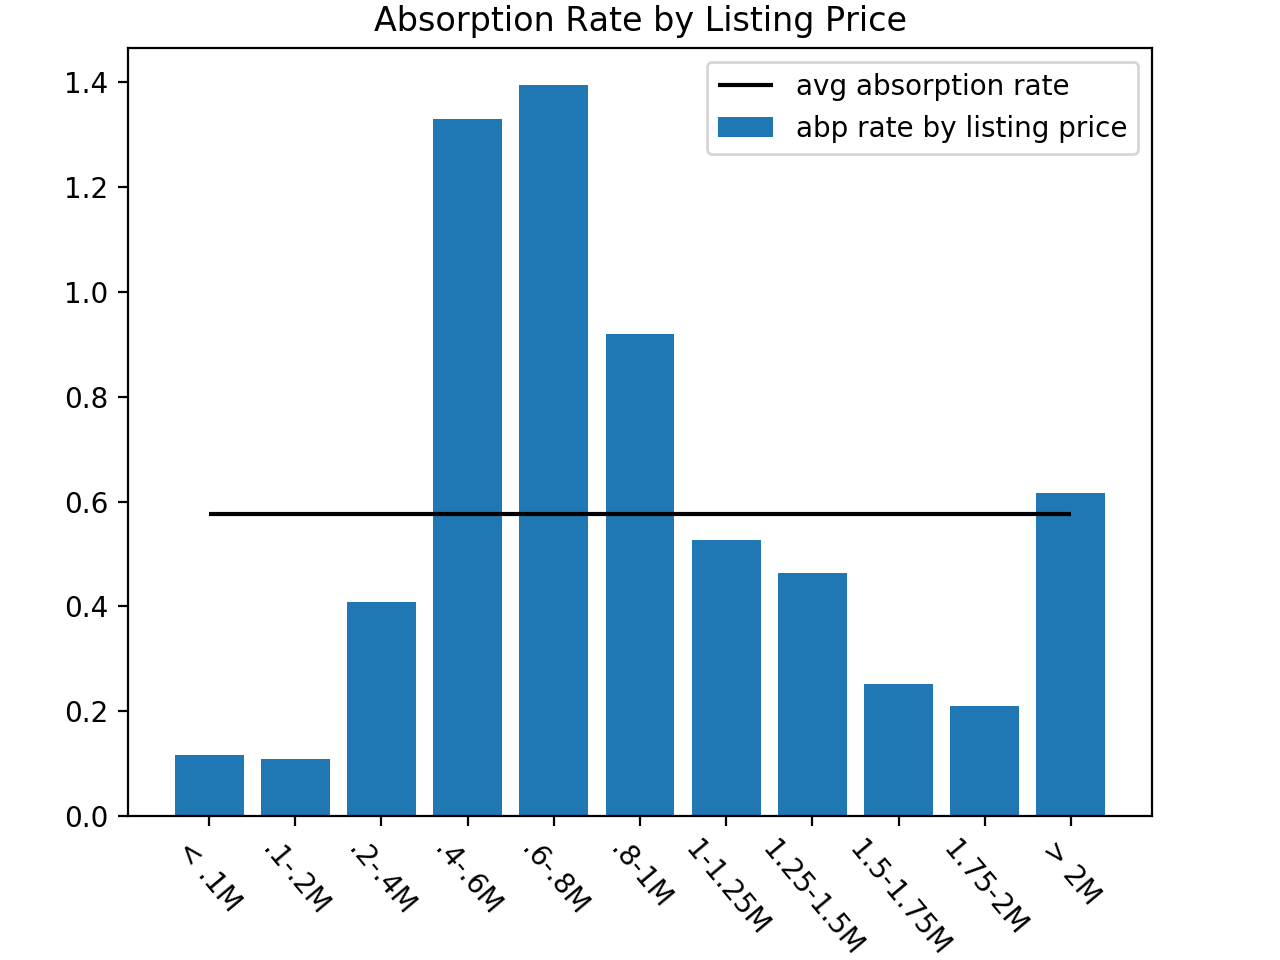 Absorption Rate by Listing Price
avg absorption rate
abp rate by listing price
1.4
1.2
1.0
0.8
0.6
0.4
0.2
0.0
< .1M
.1-.2M
.2-.4M
.4-.6M
.6-.8M
.8-1M
1-1.25M
1.25-1.5M
1.5-1.75M
1.75-2M
> 2M